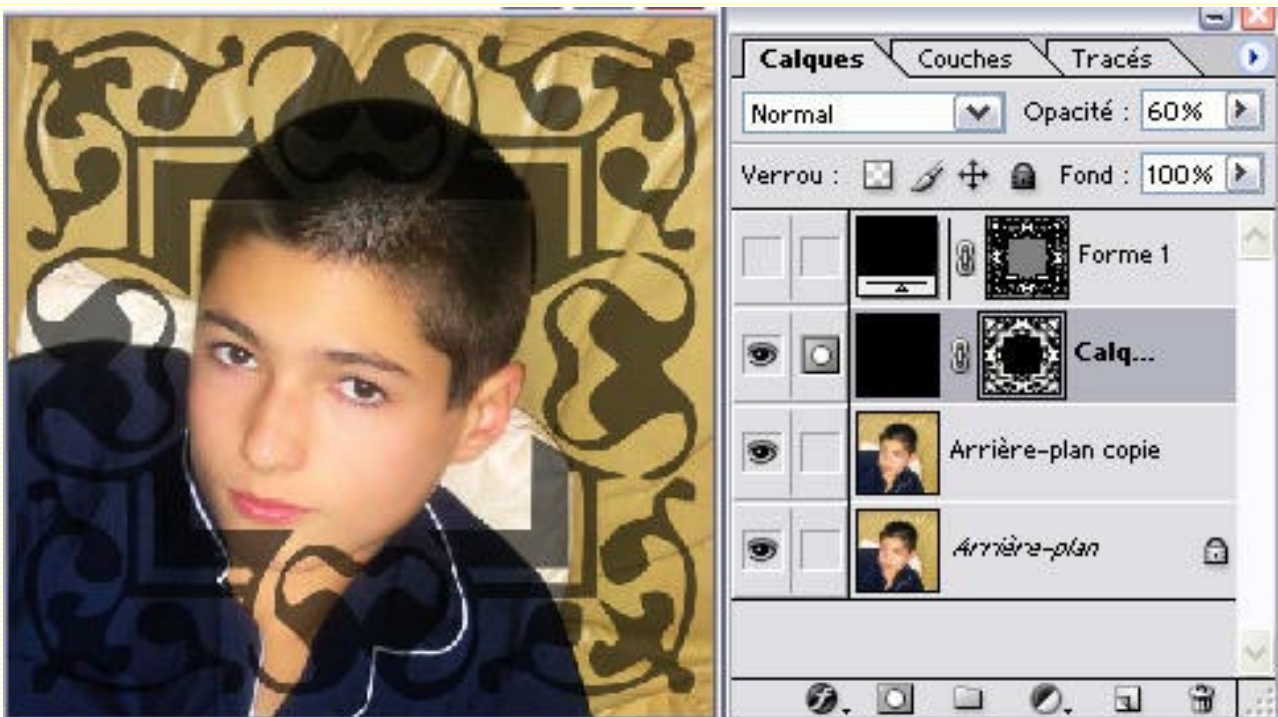 Calques Couches Tracés
Normal Opacité : 60%
Verrou : Fond : 100%
Forme 1
Calq...
Arrière-plan copie
Arrière-plan